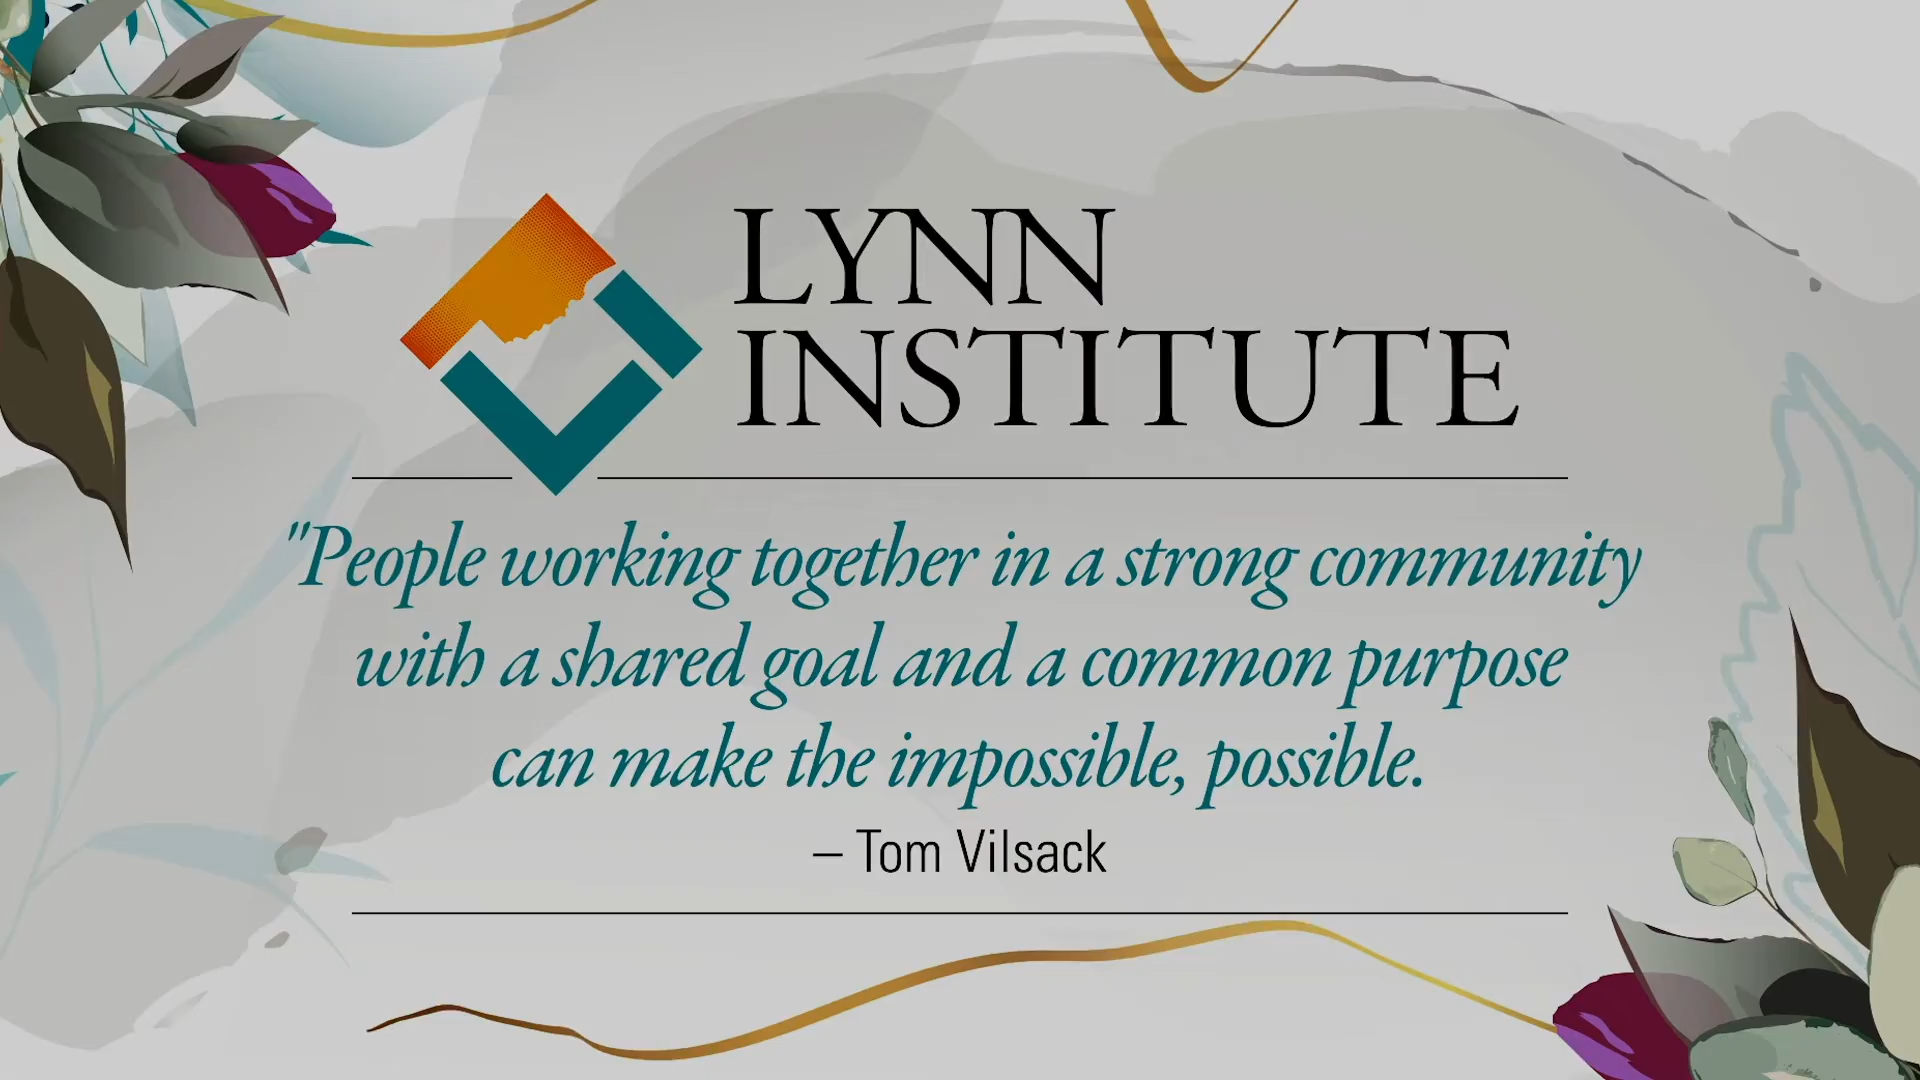 LYNN
INSTITUTE
"People working together in a strong community
with a shared goal and a common purpose
can make the impossible, possible.
– Tom Vilsack